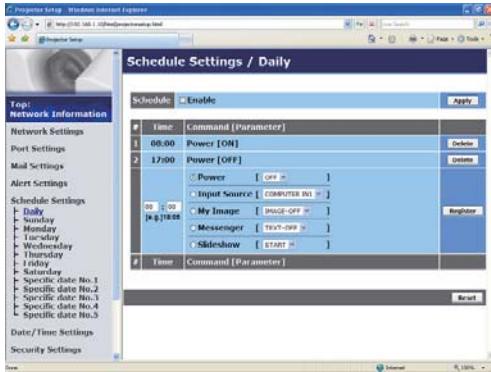 Projector Setup - Windows Internet Explorer
Projector Setup
Page
Tools
Schedule Settings / Daily
Top:
Network Information
Network Settings
Port Settings
Mail Settings
Alert Settings
Schedule Settings
Daily
Sunday
Monday
Tuesday
Wednesday
Thursday
Friday
Saturday
Specific date No.1
Specific date No.2
Specific date No.3
Specific date No.4
Specific date No.5
Date/Time Settings
Security Settings
Schedule Enable Apply
# Time Command [Parameter]
1 08:00 Power [ON] Delete
2 17:00 Power [OFF] Delete
00 : 00
[e.g.]18:05
Power [ OFF ]
Input Source [ COMPUTER IN1 ]
My Image [ IMAGE-OFF ]
Messenger [ TEXT-OFF ]
Slideshow [ START ]
Register
# Time Command [Parameter]
Reset
Done
Internet
100%